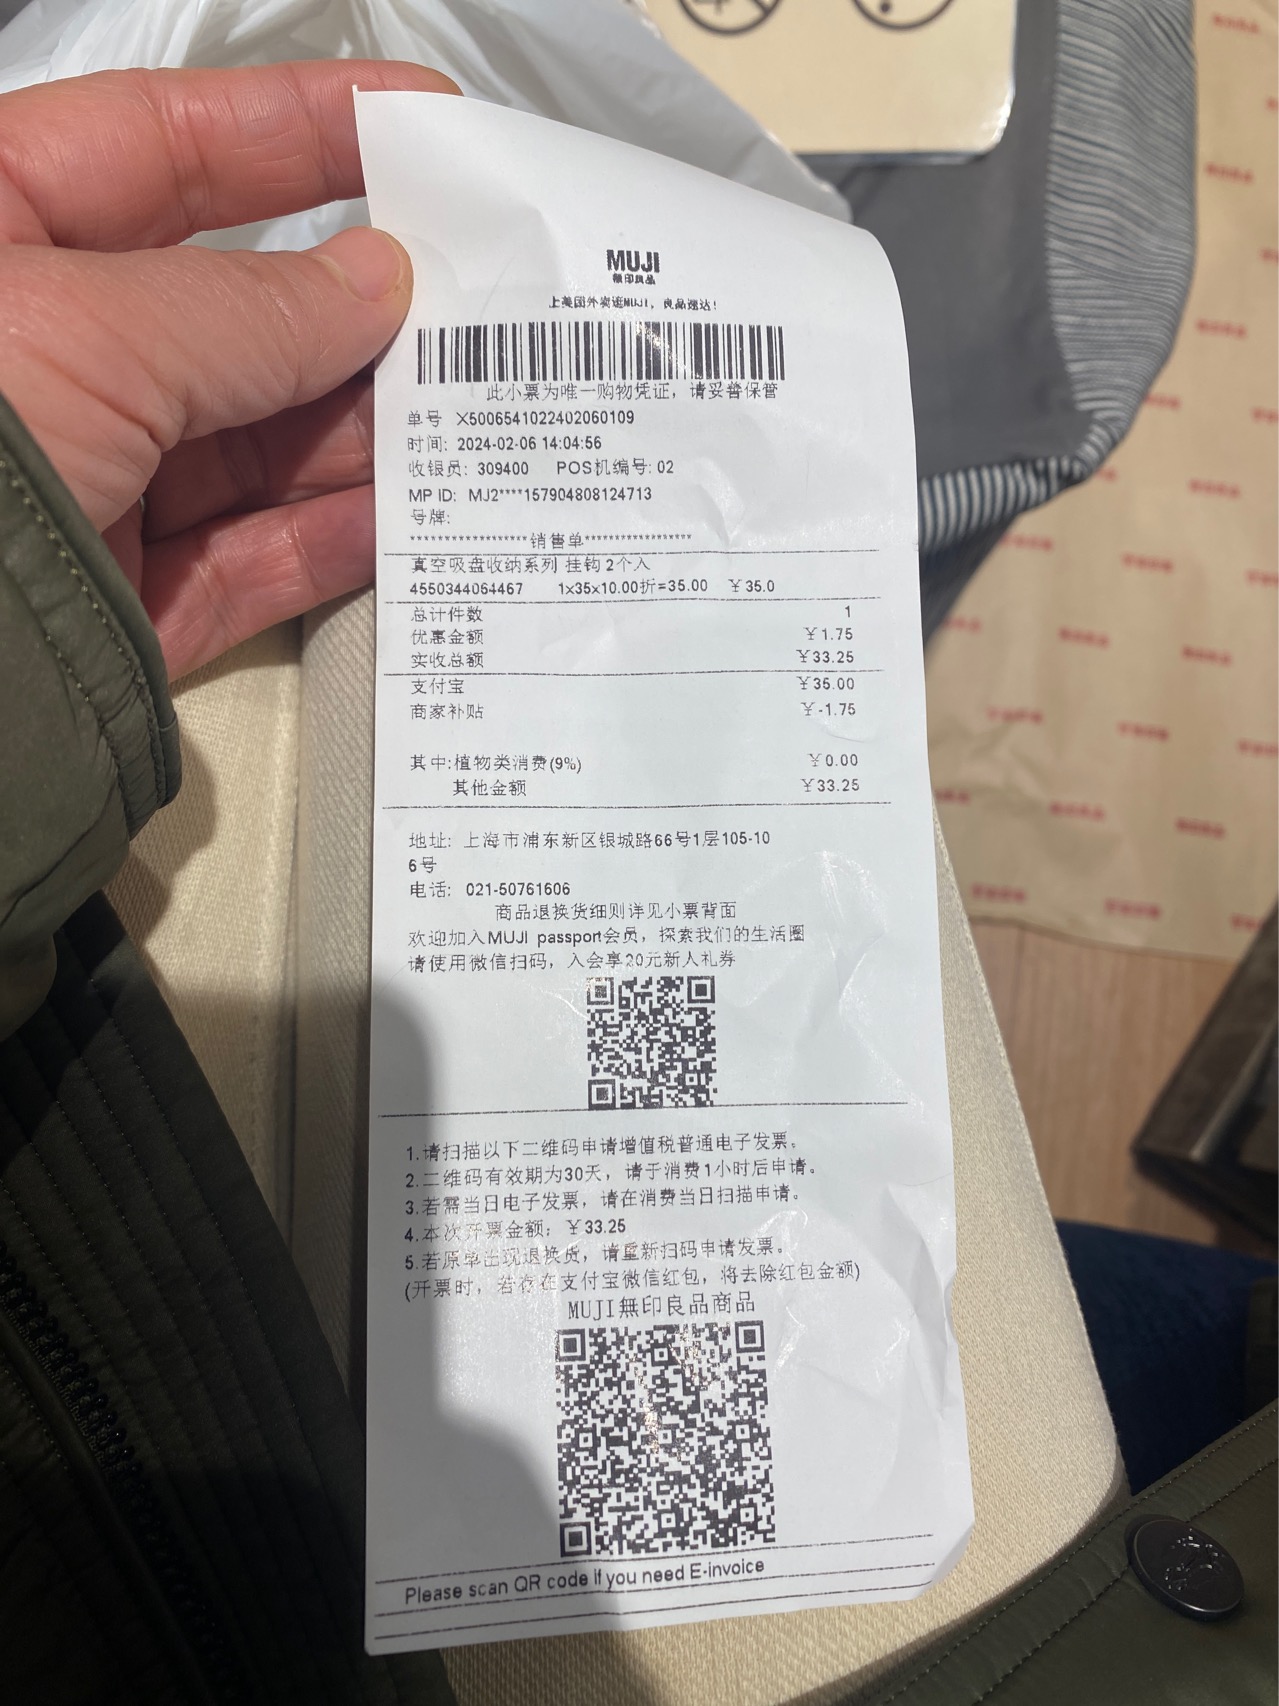 MUJI
無印良品
上美团外卖逛MUJI，良品速达！
此小票为唯一购物凭证，请妥善保管
单号 X5006541022402060109
时间: 2024-02-06 14:04:56
收银员: 309400 POS机编号: 02
MP ID: MJ2****157904808124713
号牌:
******************销售单******************
真空吸盘收纳系列 挂钩 2个入
4550344064467 1x35x10.00折=35.00 ￥35.0
总计件数 1
优惠金额 ￥1.75
实收总额 ￥33.25
支付宝 ￥35.00
商家补贴 ￥-1.75
其中:植物类消费(9%) ￥0.00
其他金额 ￥33.25
地址: 上海市浦东新区银城路66号1层105-10
6号
电话: 021-50761606
商品退换货细则详见小票背面
欢迎加入MUJI passport会员，探索我们的生活圈
请使用微信扫码，入会享20元新人礼券
1.请扫描以下二维码申请增值税普通电子发票。
2.二维码有效期为30天，请于消费1小时后申请。
3.若需当日电子发票，请在消费当日扫描申请。
4.本次开票金额: ￥33.25
5.若原单出现退换货，请重新扫码申请发票。
(开票时，若存在支付宝微信红包，将去除红包金额)
MUJI無印良品商品
Please scan QR code if you need E-invoice